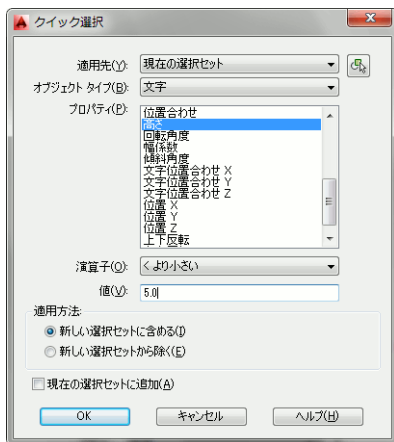 クイック選択
適用先(Y): 現在の選択セット
オブジェクト タイプ(B): 文字
プロパティ(P):
位置合わせ
高さ
回転角度
幅係数
傾斜角度
文字位置合わせ X
文字位置合わせ Y
文字位置合わせ Z
位置 X
位置 Y
位置 Z
上下反転
演算子(O): < より小さい
値(V): 5.0
適用方法:
新しい選択セットに含める(I)
新しい選択セットから除く(E)
現在の選択セットに追加(A)
OK キャンセル ヘルプ(H)